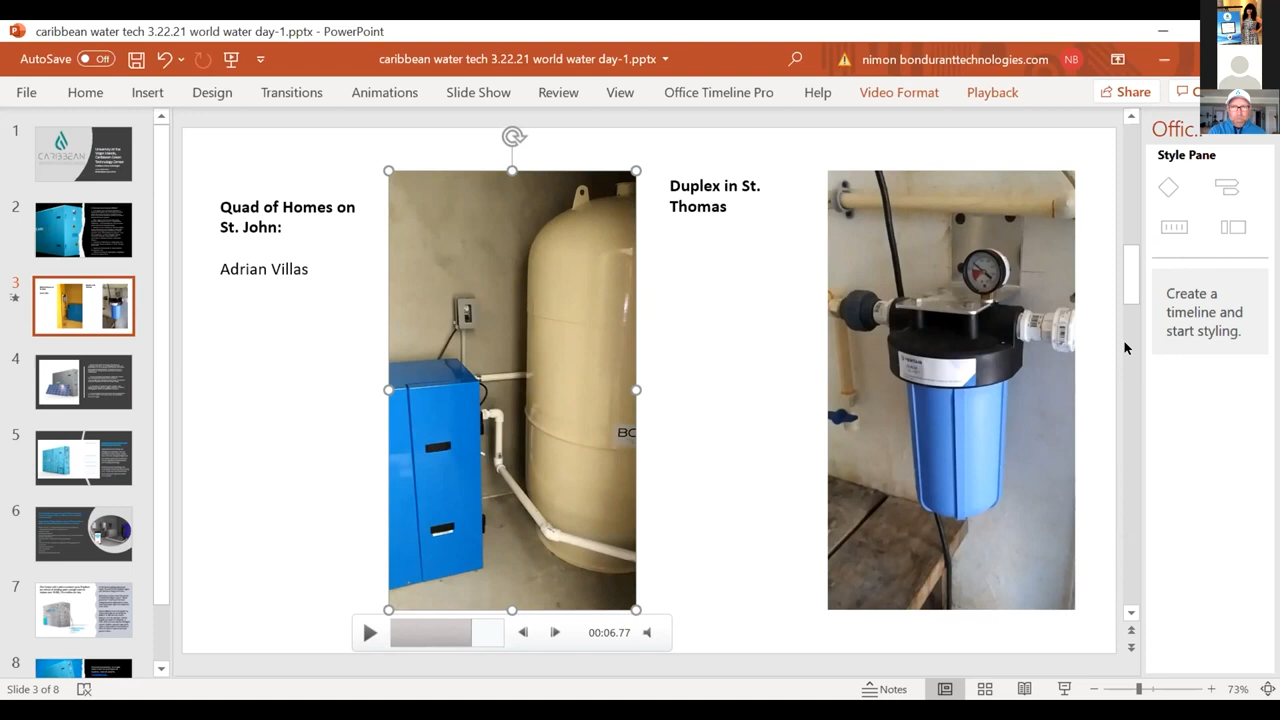 caribbean water tech 3.22.21 world water day-1.pptx - PowerPoint
AutoSave Off
caribbean water tech 3.22.21 world water day-1.pptx
nimon bonduranttechnologies.com NB
File Home Insert Design Transitions Animations Slide Show Review View Office Timeline Pro Help Video Format Playback Share
Offic..
Style Pane
Create a
timeline and
start styling.
1
CARIBBEAN
2
3
4
5
6
7
8
Quad of Homes on
St. John:
Adrian Villas
Duplex in St.
Thomas
BO
00:06.77
Slide 3 of 8
Notes
73%